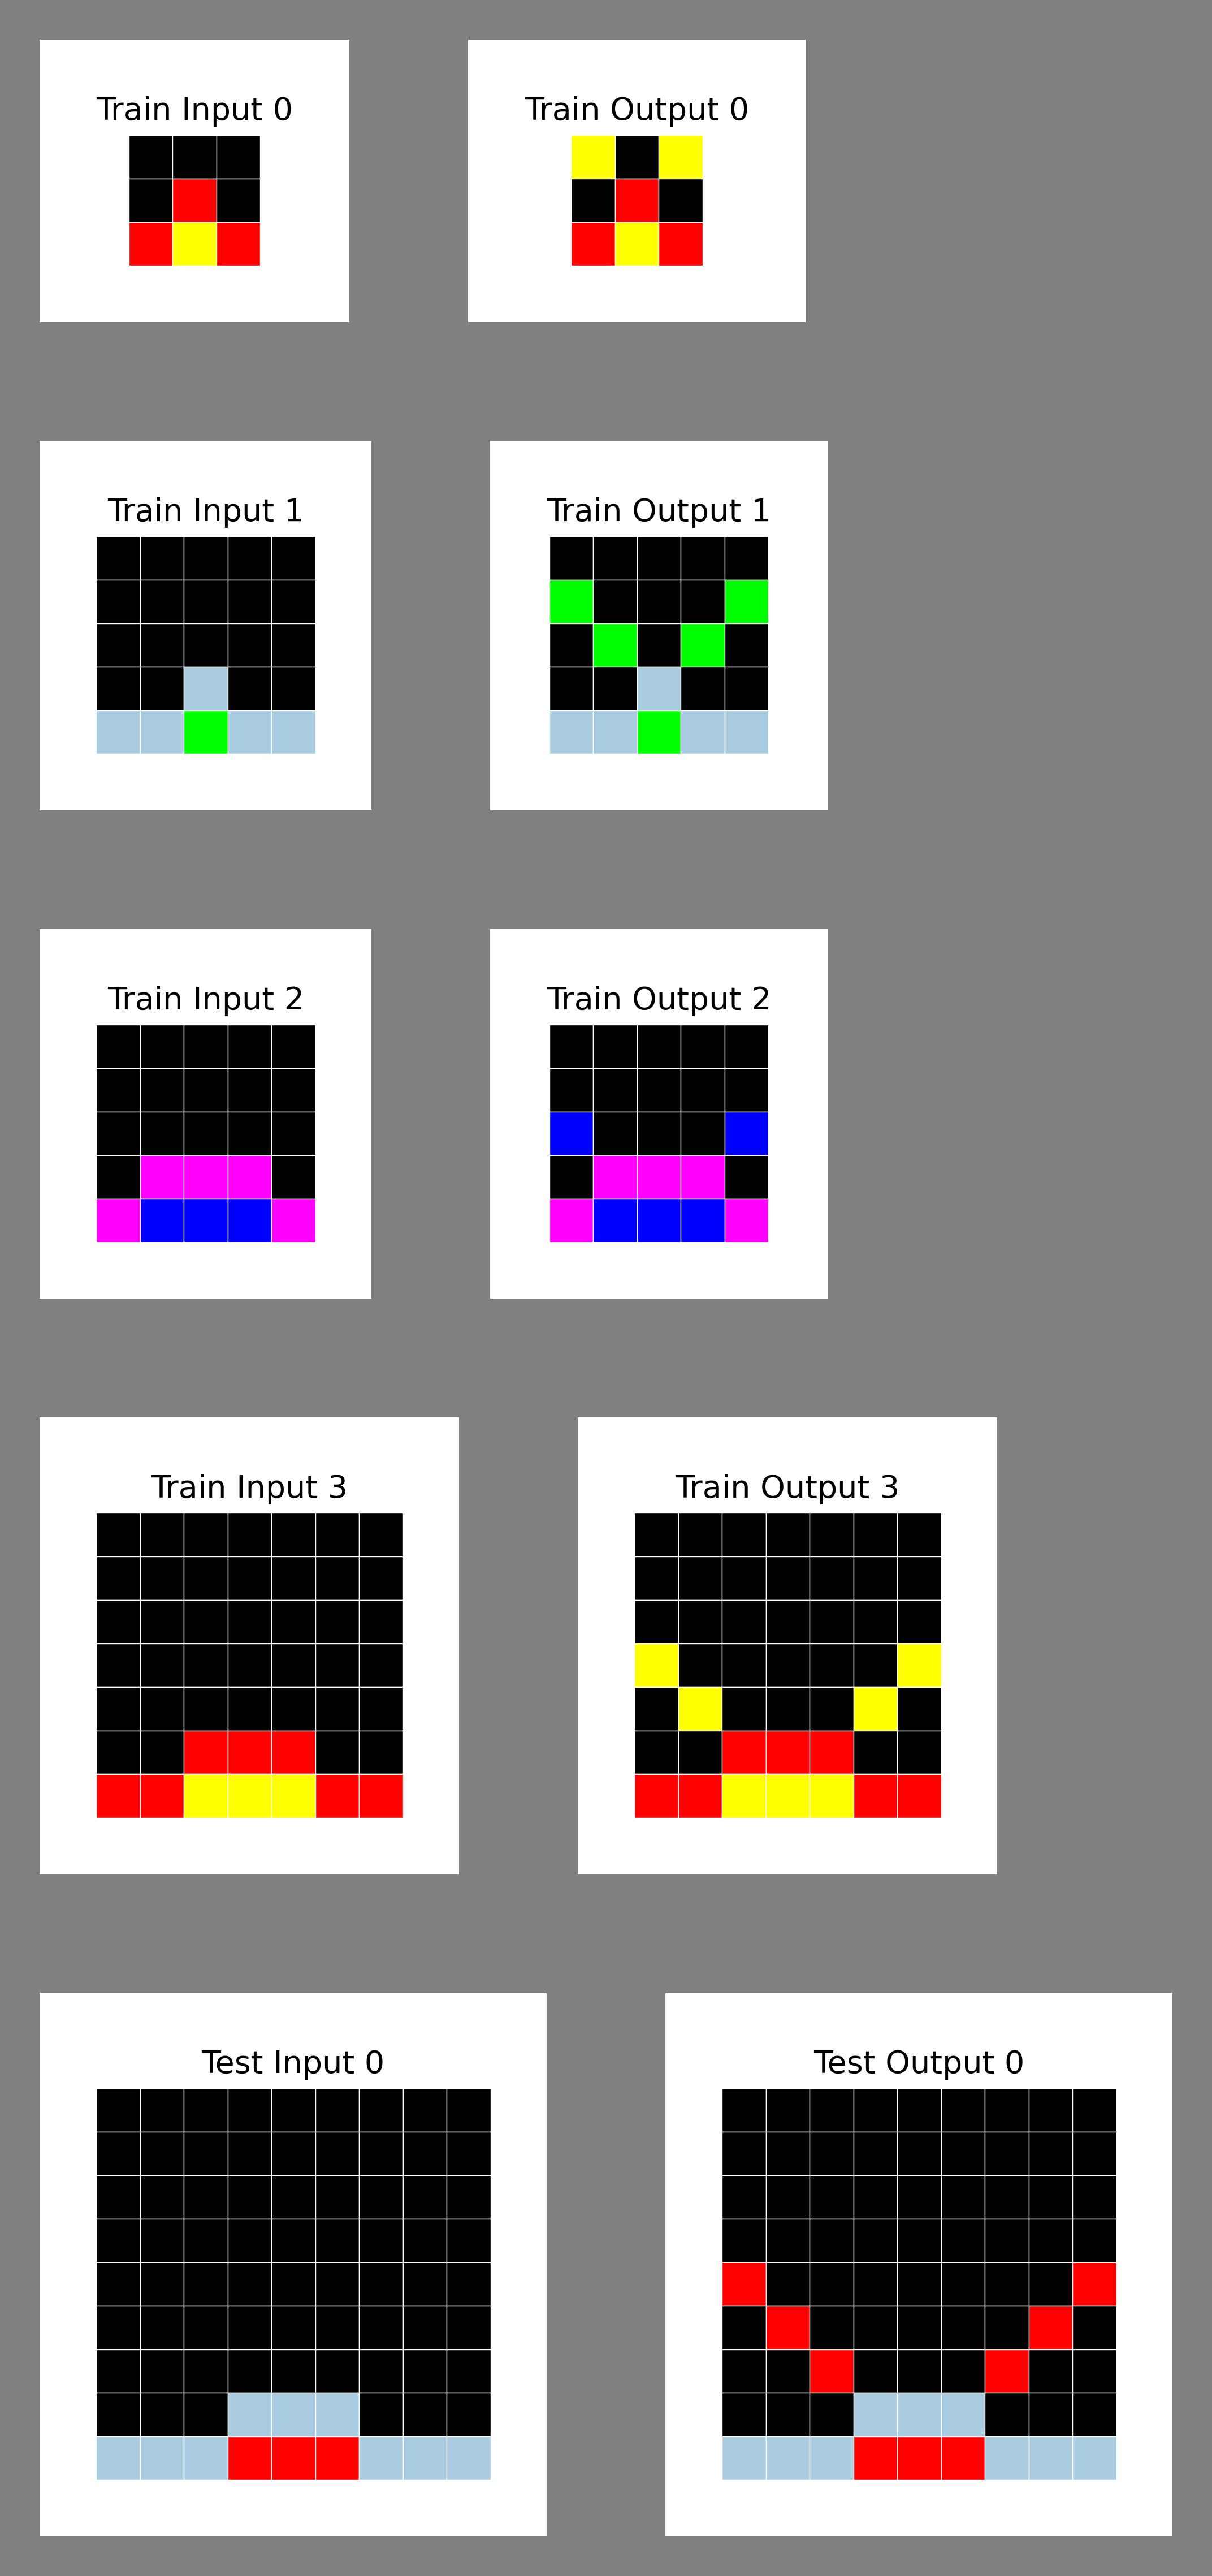 Train Input 0
Train Output 0
Train Input 1
Train Output 1
Train Input 2
Train Output 2
Train Input 3
Train Output 3
Test Input 0
Test Output 0